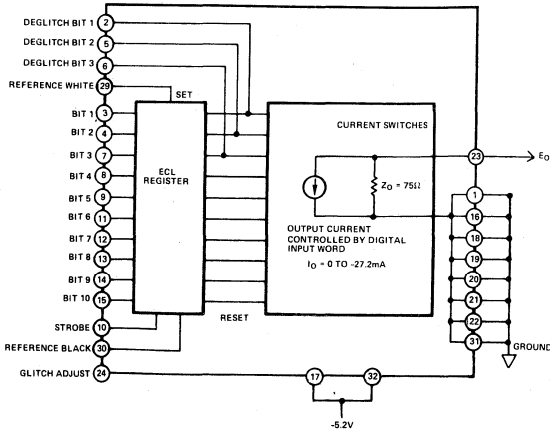 DEGLITCH BIT 1 2
DEGLITCH BIT 2 5
DEGLITCH BIT 3 6
REFERENCE WHITE 29
SET
BIT 1 3
BIT 2 4
BIT 3 7
BIT 4 8
BIT 5 9
BIT 6 11
BIT 7 12
BIT 8 13
BIT 9 14
BIT 10 15
STROBE 10
REFERENCE BLACK 30
GLITCH ADJUST 24
ECL
REGISTER
RESET
CURRENT SWITCHES
ZO = 75Ω
OUTPUT CURRENT
CONTROLLED BY DIGITAL
INPUT WORD
IO = 0 TO -27.2mA
23 EO
1
16
18
19
20
21
22
31
GROUND
17 32
-5.2V